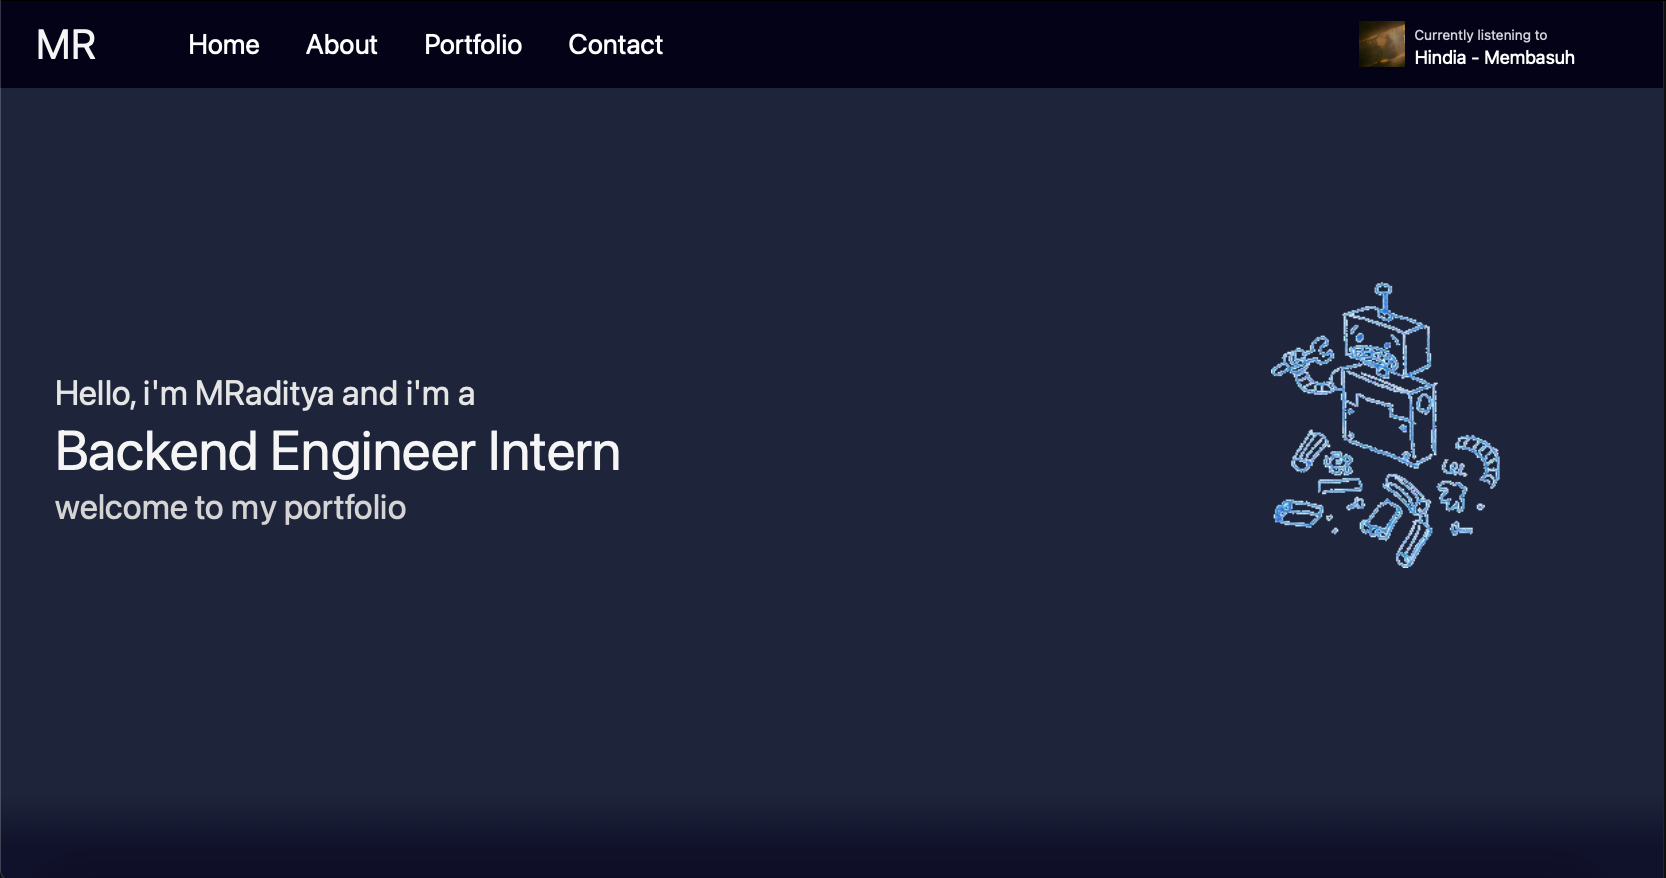 MR
Home
About
Portfolio
Contact
Currently listening to
Hindia - Membasuh
Hello, i'm MRaditya and i'm a
Backend Engineer Intern
welcome to my portfolio